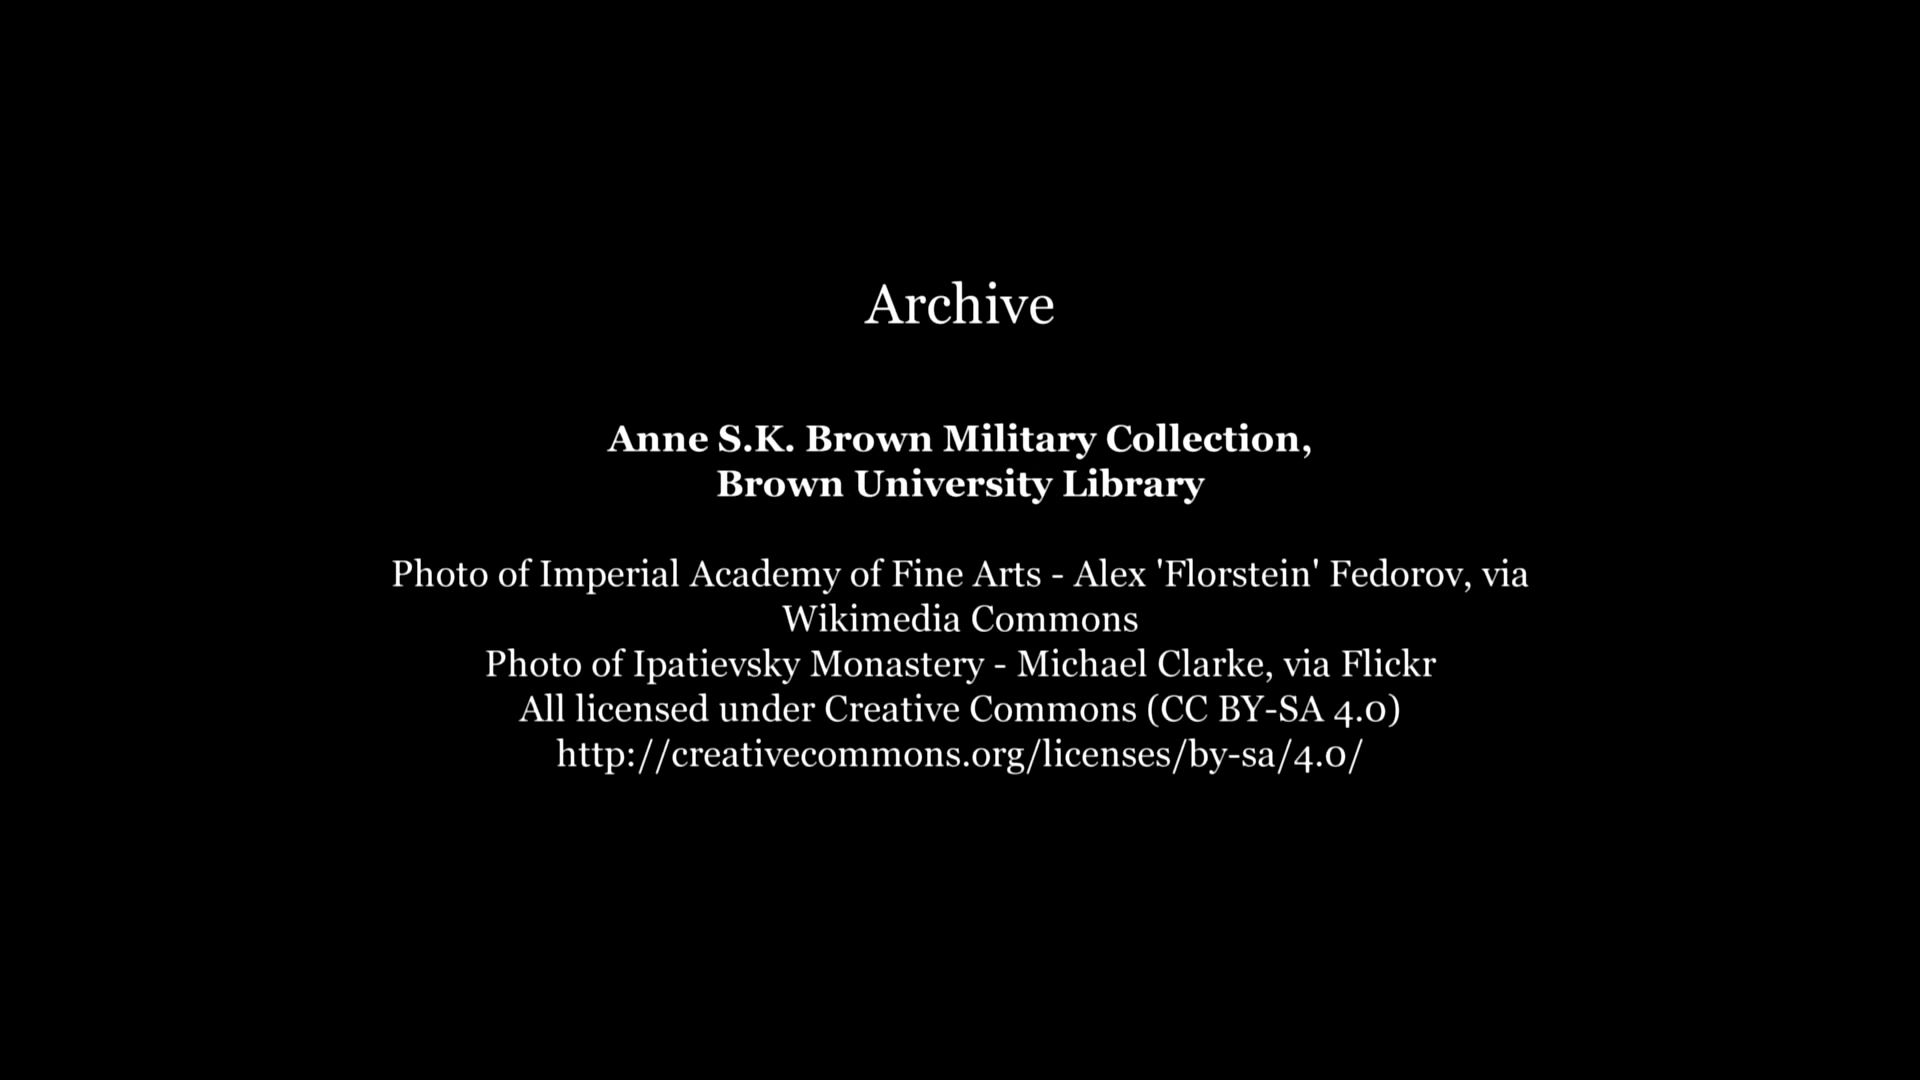 Archive
Anne S.K. Brown Military Collection,
Brown University Library
Photo of Imperial Academy of Fine Arts - Alex 'Florstein' Fedorov, via
Wikimedia Commons
Photo of Ipatievsky Monastery - Michael Clarke, via Flickr
All licensed under Creative Commons (CC BY-SA 4.0)
http://creativecommons.org/licenses/by-sa/4.0/